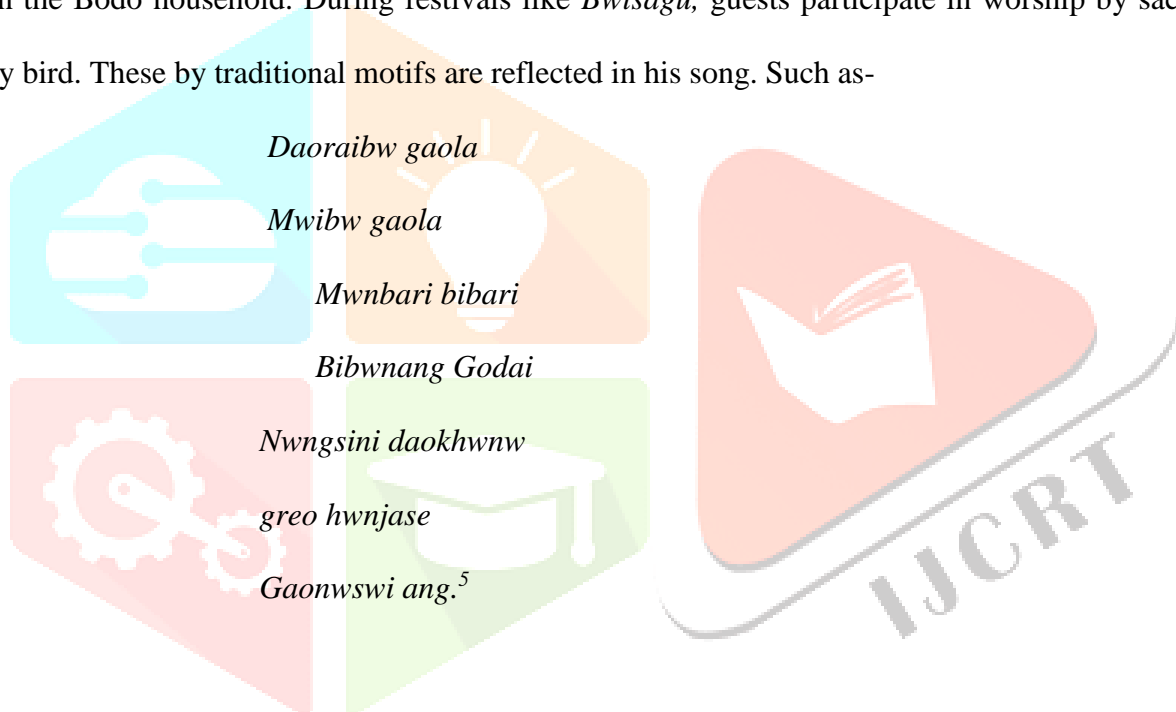 the Bodo household. During festivals like Bwisagu, guests participate in worship by
y bird. These by traditional motifs are reflected in his song. Such as-
Daoraibw gaola
Mwibw gaola
Mwnbari bibari
Bibwnang Godai
Nwngsini daokhwnw
greo hwnjase
Gaonwswi ang.5
IJCRT